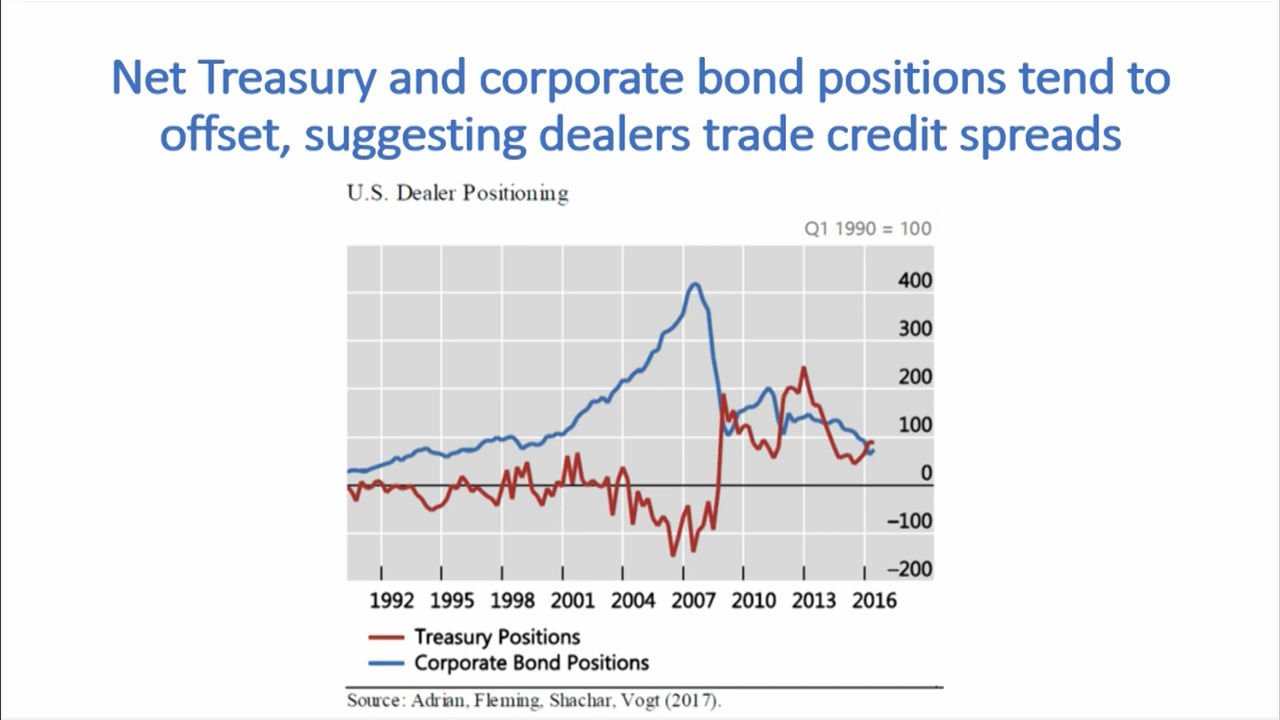 Net Treasury and corporate bond positions tend to
offset, suggesting dealers trade credit spreads
U.S. Dealer Positioning
Q1 1990 = 100
400
300
200
100
0
−100
−200
1992 1995 1998 2001 2004 2007 2010 2013 2016
Treasury Positions
Corporate Bond Positions
Source: Adrian, Fleming, Shachar, Vogt (2017).